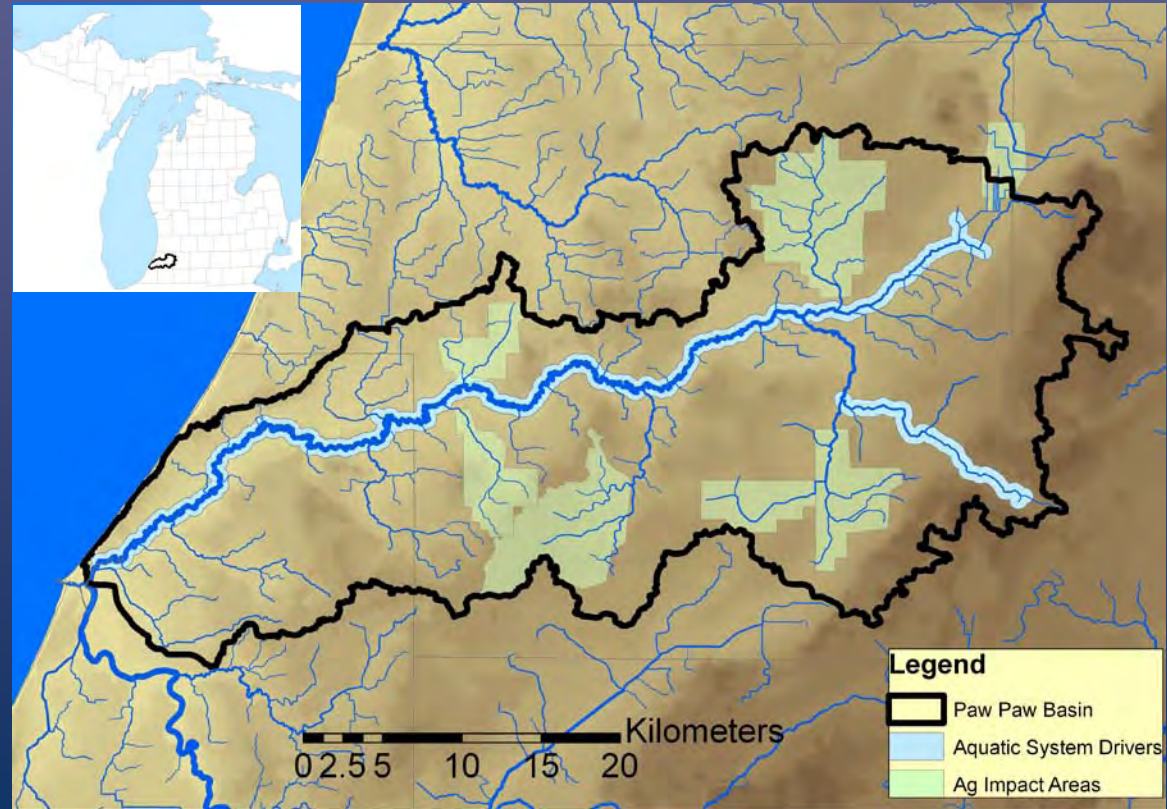 Legend
Paw Paw Basin
Aquatic System Drivers
Ag Impact Areas
Kilometers
0 2.5 5 10 15 20